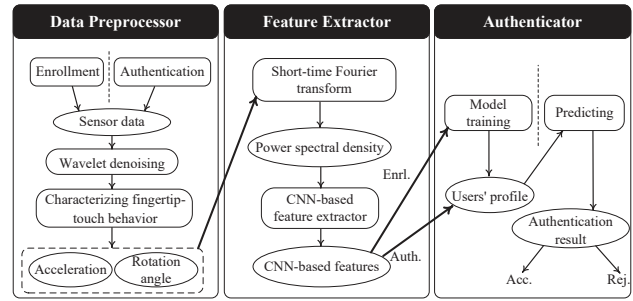 Data Preprocessor
Enrollment
Authentication
Sensor data
Wavelet denoising
Characterizing fingertip-
touch behavior
Acceleration
Rotation
angle
Feature Extractor
Short-time Fourier
transform
Power spectral density
CNN-based
feature extractor
CNN-based features
Enrl.
Auth.
Authenticator
Model
training
Predicting
Users' profile
Authentication
result
Acc.
Rej.